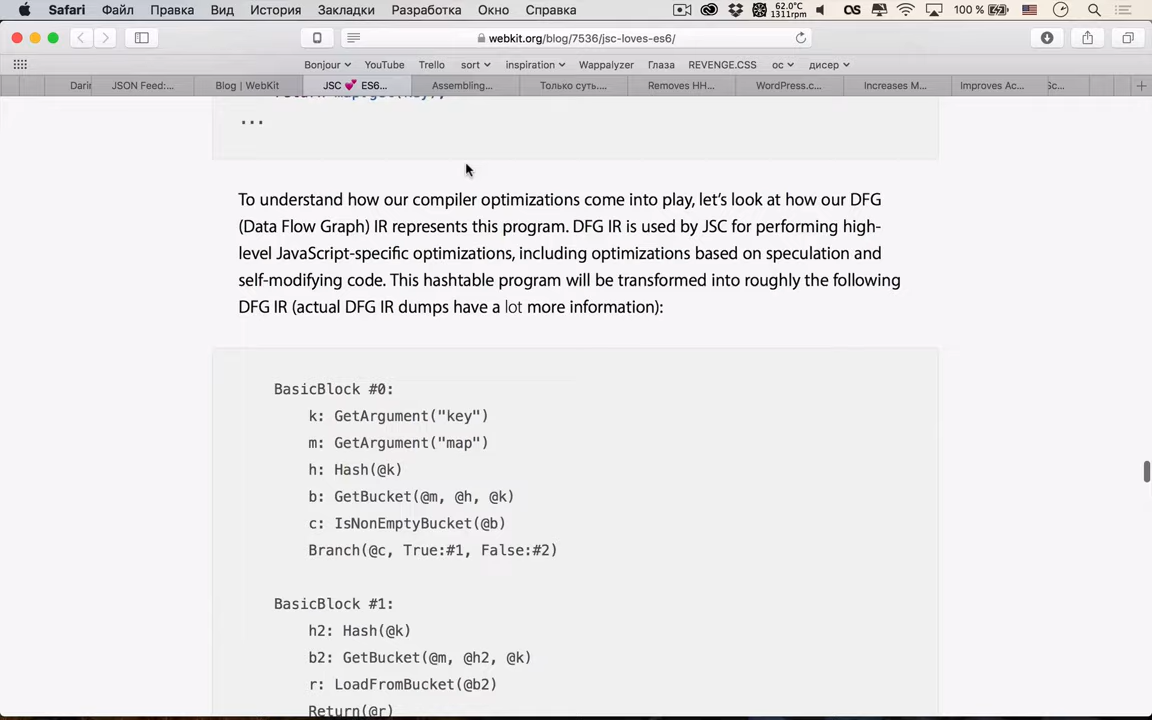 Safari Файл Правка Вид История Закладки Разработка Окно Справка 62.0°C 1311rpm 100 %
webkit.org/blog/7536/jsc-loves-es6/
Bonjour YouTube Trello sort inspiration Wappalyzer Глаза REVENGE.CSS ос дисер
Darin JSON Feed:... Blog | WebKit JSC 💕 ES6... Assembling... Только суть.... Removes HH... WordPress.c... Increases M... Improves Ac...
...
To understand how our compiler optimizations come into play, let's look at how our DFG
(Data Flow Graph) IR represents this program. DFG IR is used by JSC for performing high-
level JavaScript-specific optimizations, including optimizations based on speculation and
self-modifying code. This hashtable program will be transformed into roughly the following
DFG IR (actual DFG IR dumps have a lot more information):
BasicBlock #0:
k: GetArgument("key")
m: GetArgument("map")
h: Hash(@k)
b: GetBucket(@m, @h, @k)
c: IsNonEmptyBucket(@b)
Branch(@c, True:#1, False:#2)
BasicBlock #1:
h2: Hash(@k)
b2: GetBucket(@m, @h2, @k)
r: LoadFromBucket(@b2)
Return(@r)